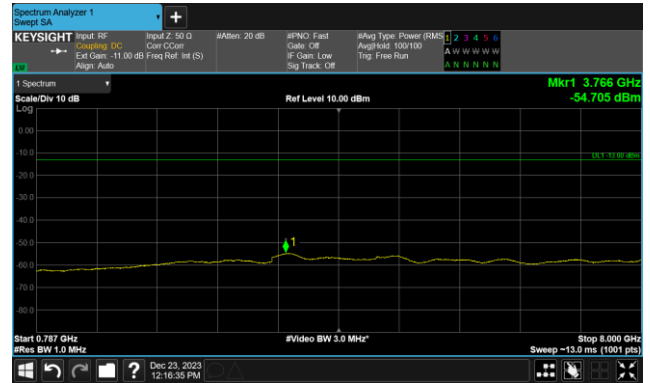 Spectrum Analyzer 1
Swept SA
KEYSIGHT
Input: RF
Coupling: DC
Ext Gain: -11.00 dB
Align: Auto
Input Z: 50 Ω
Corr CCorr
Freq Ref: Int (S)
#Atten: 20 dB
#PNO: Fast
Gate: Off
IF Gain: Low
Sig Track: Off
#Avg Type: Power (RMS
Avg|Hold: 100/100
Trig: Free Run
1 2 3 4 5 6
A W W W W W
A N N N N N
LV
1 Spectrum
Scale/Div 10 dB
Log
Ref Level 10.00 dBm
Mkr1 3.766 GHz
-54.705 dBm
0.00
-10.0
DL1 -13.00 dBm
-20.0
-30.0
-40.0
-50.0
1
-60.0
-70.0
-80.0
Start 0.787 GHz
#Res BW 1.0 MHz
#Video BW 3.0 MHz*
Stop 8.000 GHz
Sweep ~13.0 ms (1001 pts)
?
Dec 23, 2023
12:16:35 PM